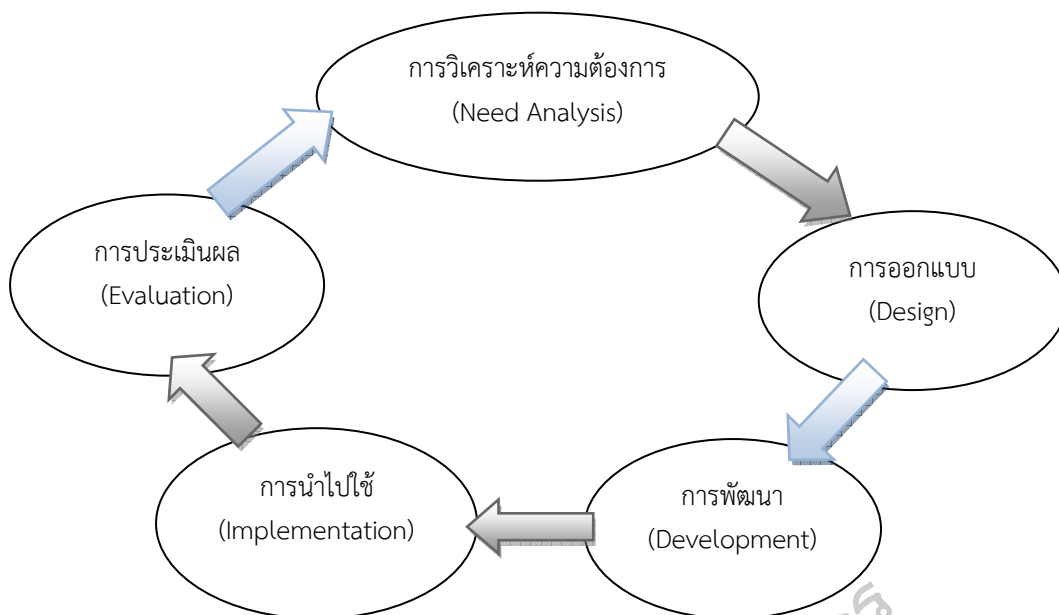 การวิเคราะห์ความต้องการ
(Need Analysis)
การออกแบบ
(Design)
การพัฒนา
(Development)
การนำไปใช้
(Implementation)
การประเมินผล
(Evaluation)